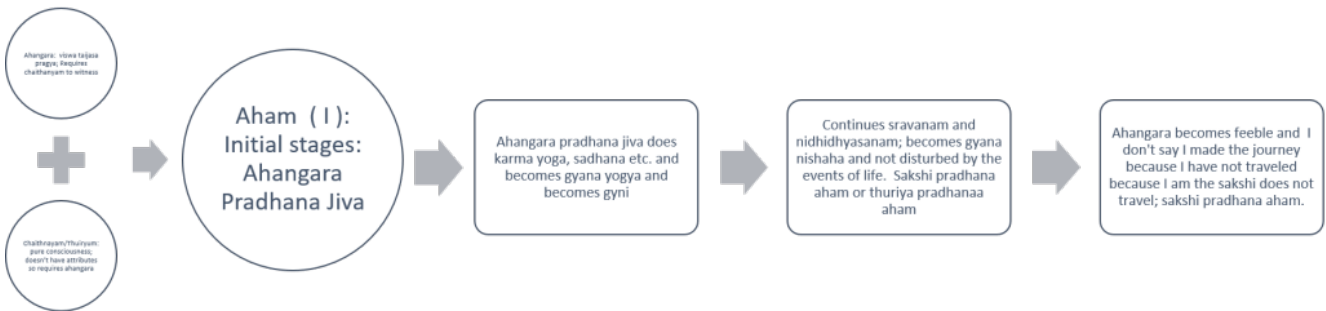 Ahangara: viswa taijasa
pragya; Requires
chaithanyam to witness
Chaithnayam/Thuiryum:
pure consciousness;
doesn't have attributes
so requires ahangara
Aham ( I ):
Initial stages:
Ahangara
Pradhana Jiva
Ahangara pradhana jiva does
karma yoga, sadhana etc. and
becomes gyana yogya and
becomes gyni
Continues sravanam and
nidhidhyasanam; becomes gyana
nishaha and not disturbed by the
events of life. Sakshi pradhana
aham or thuriya pradhanaa
aham
Ahangara becomes feeble and I
don't say I made the journey
because I have not traveled
because I am the sakshi does not
travel; sakshi pradhana aham.